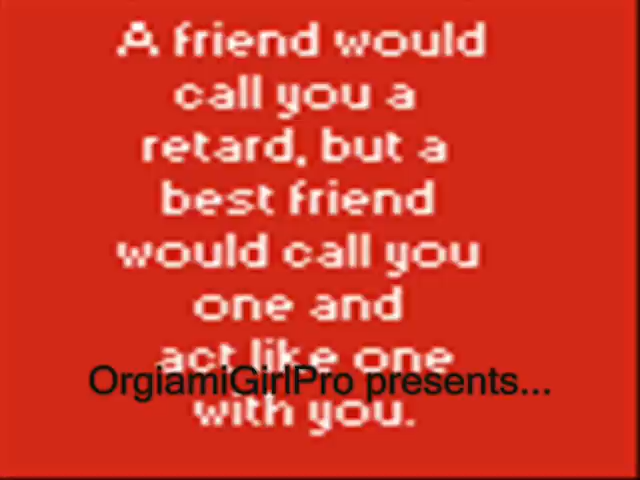 A friend would
call you a
retard, but a
best friend
would call you
one and
act like one
OrgiamiGirlPro presents...
with you.